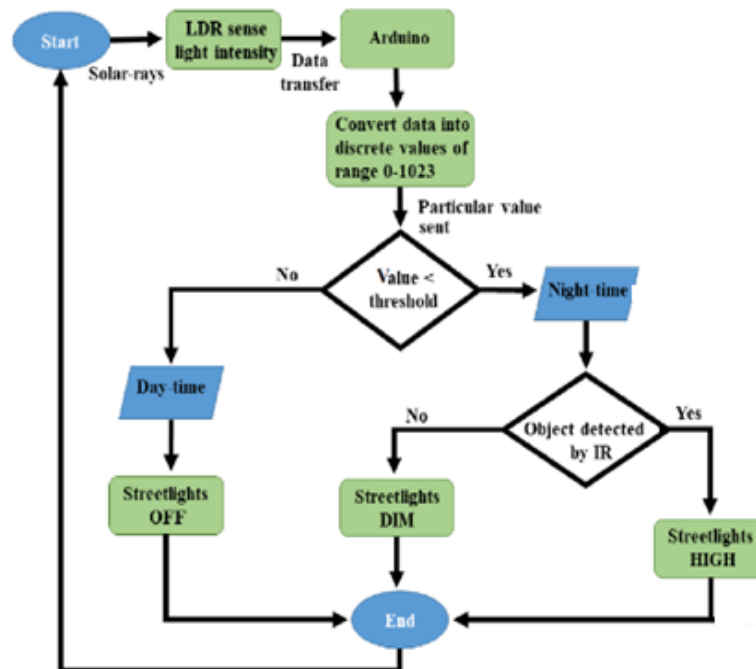 Start
Solar-rays
LDR sense
light intensity
Data
transfer
Arduino
Convert data into
discrete values of
range 0-1023
Particular value
sent
Value <
threshold
No
Yes
Day-time
Night-time
Streetlights
OFF
Object detected
by IR
No
Yes
Streetlights
DIM
Streetlights
HIGH
End